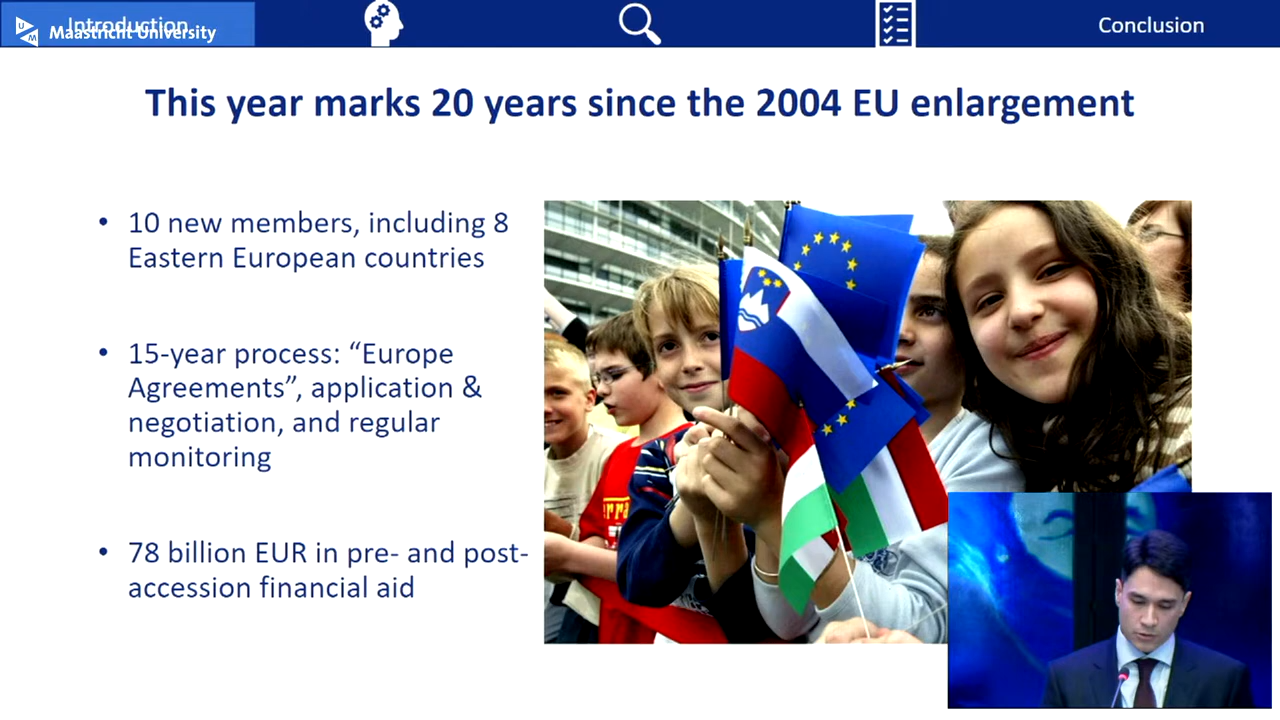 Introduction
UM
Maastricht University
Conclusion
This year marks 20 years since the 2004 EU enlargement
• 10 new members, including 8
Eastern European countries
• 15-year process: “Europe
Agreements”, application &
negotiation, and regular
monitoring
• 78 billion EUR in pre- and post-
accession financial aid